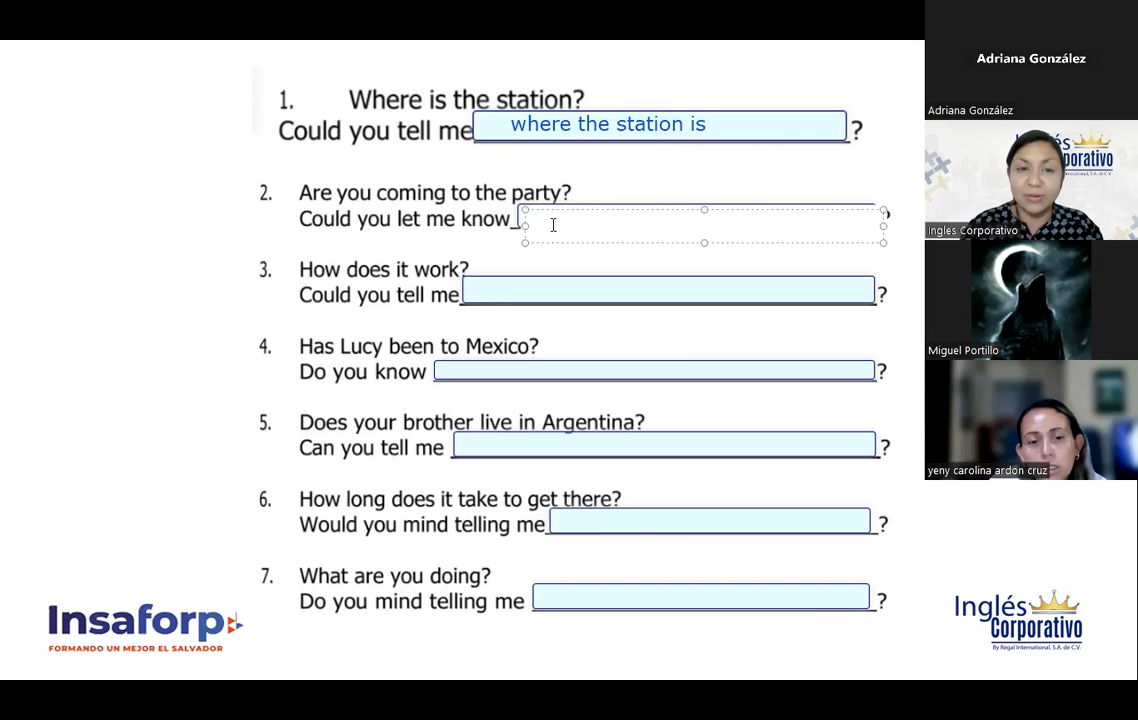 1. Where is the station?
Could you tell me where the station is ?
2. Are you coming to the party?
Could you let me know ?
3. How does it work?
Could you tell me ?
4. Has Lucy been to Mexico?
Do you know ?
5. Does your brother live in Argentina?
Can you tell me ?
6. How long does it take to get there?
Would you mind telling me ?
7. What are you doing?
Do you mind telling me ?
Insaforp
FORMANDO UN MEJOR EL SALVADOR
Inglés
Corporativo
By Regal International, S.A. de C.V.
Adriana González
Adriana González
és
porativo
Ingles Corporativo
Miguel Portillo
yeny carolina ardon cruz